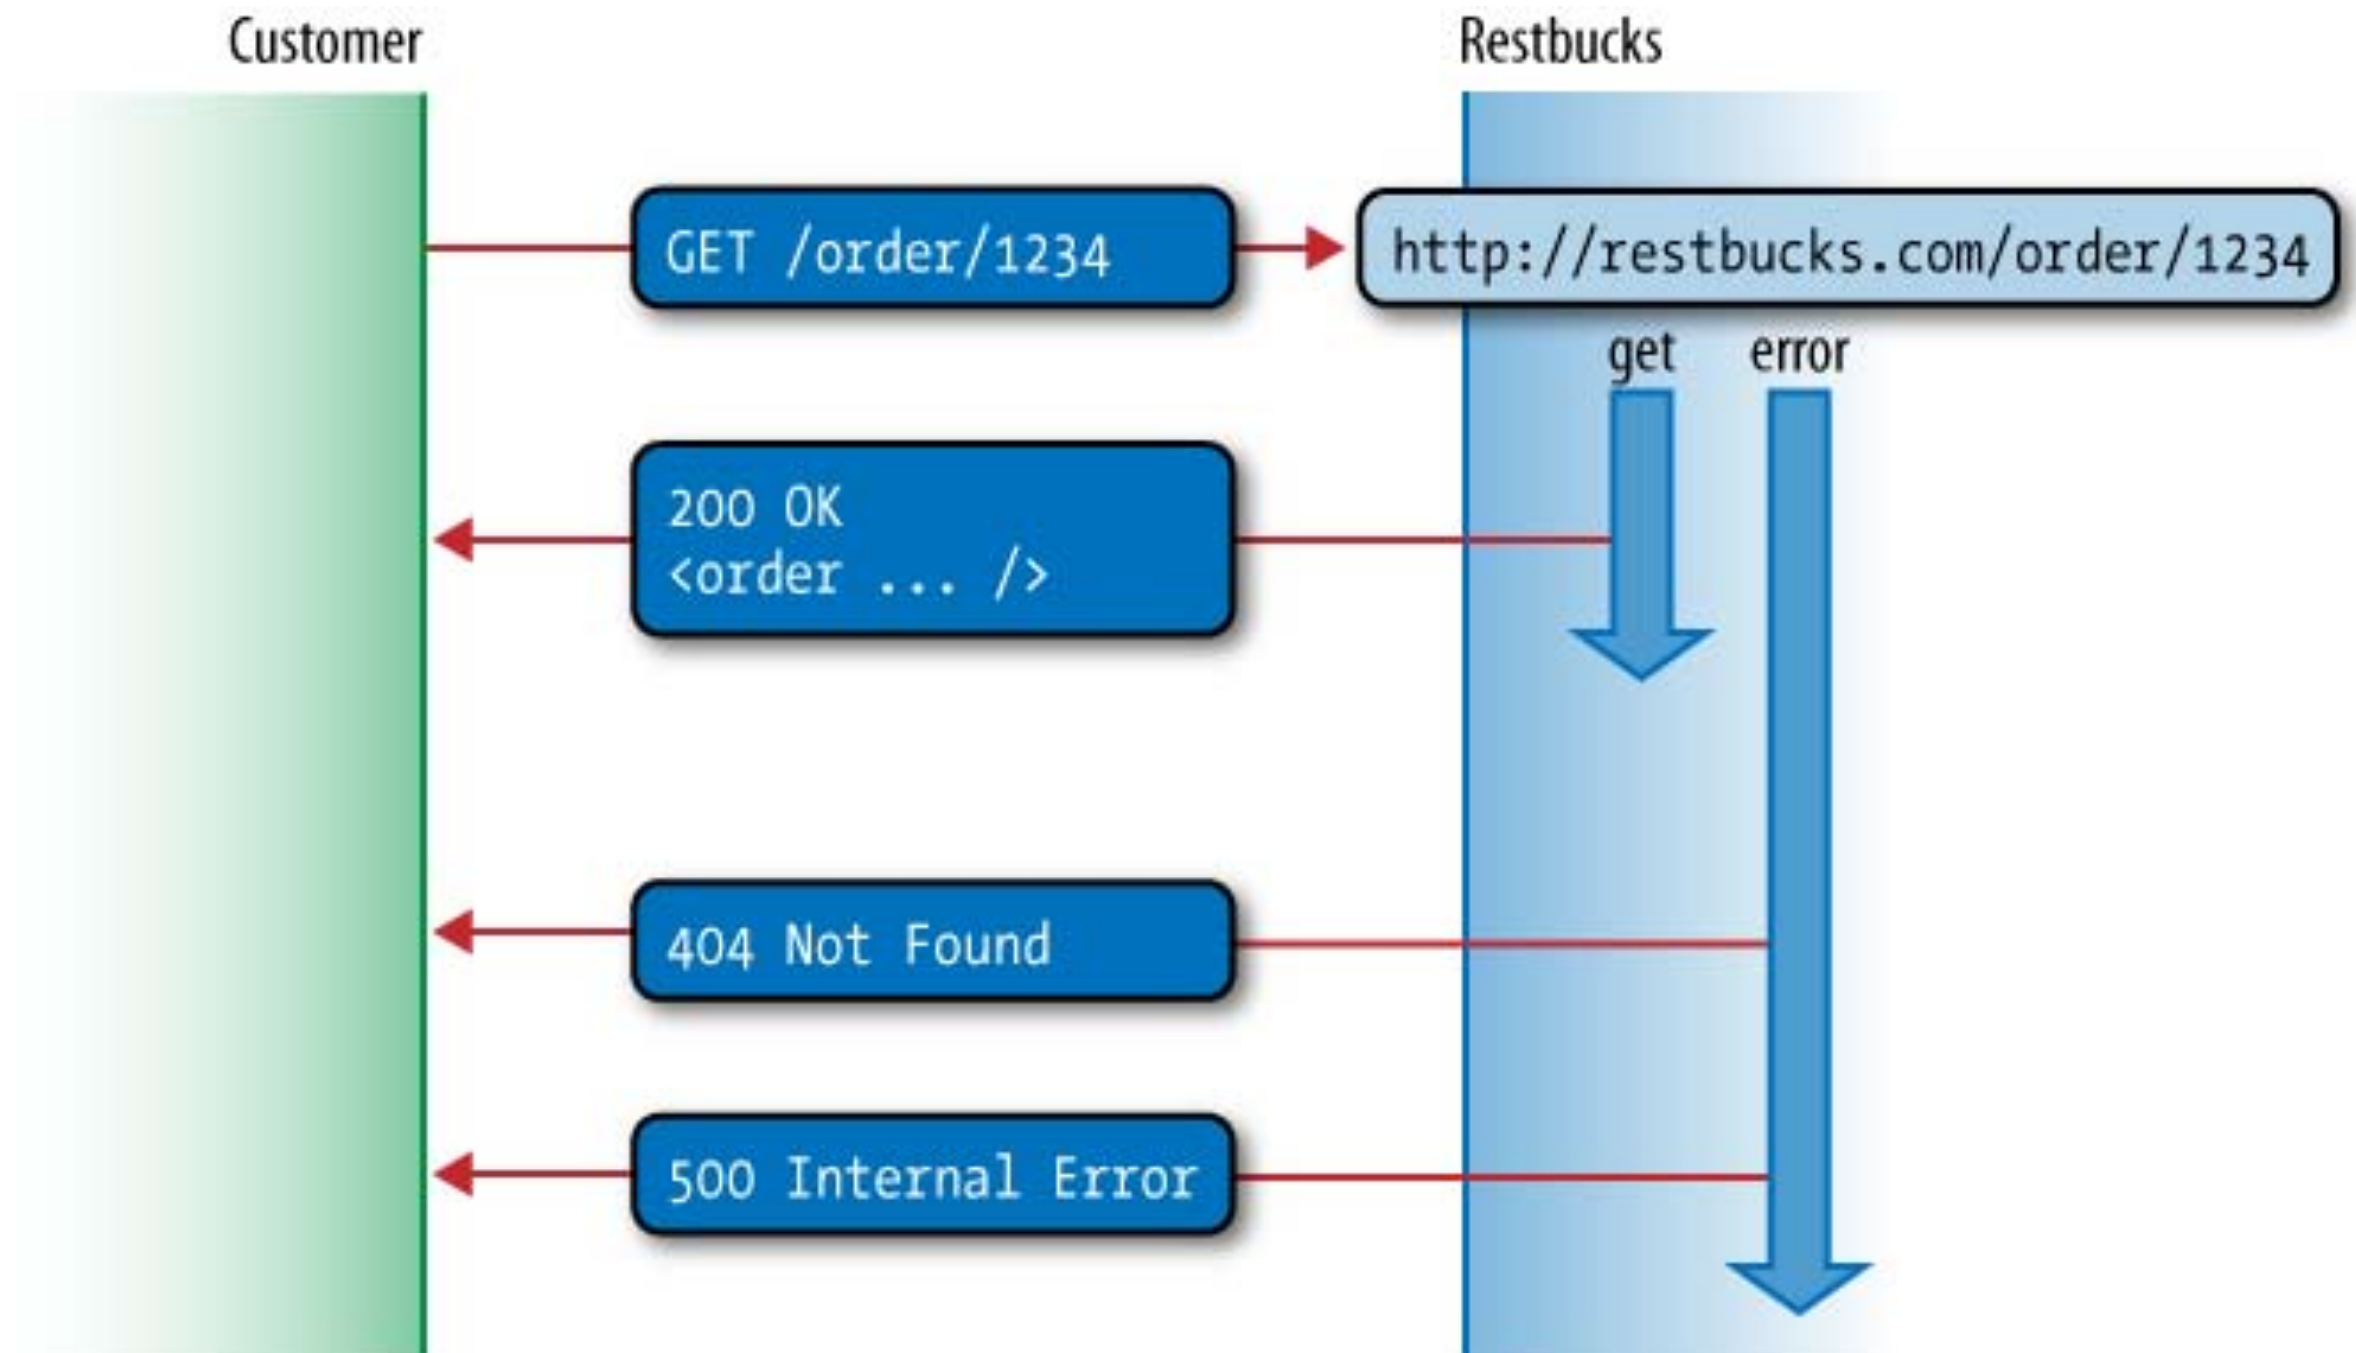 Customer
Restbucks
GET /order/1234
http://restbucks.com/order/1234
get
error
200 OK
<order ... />
404 Not Found
500 Internal Error